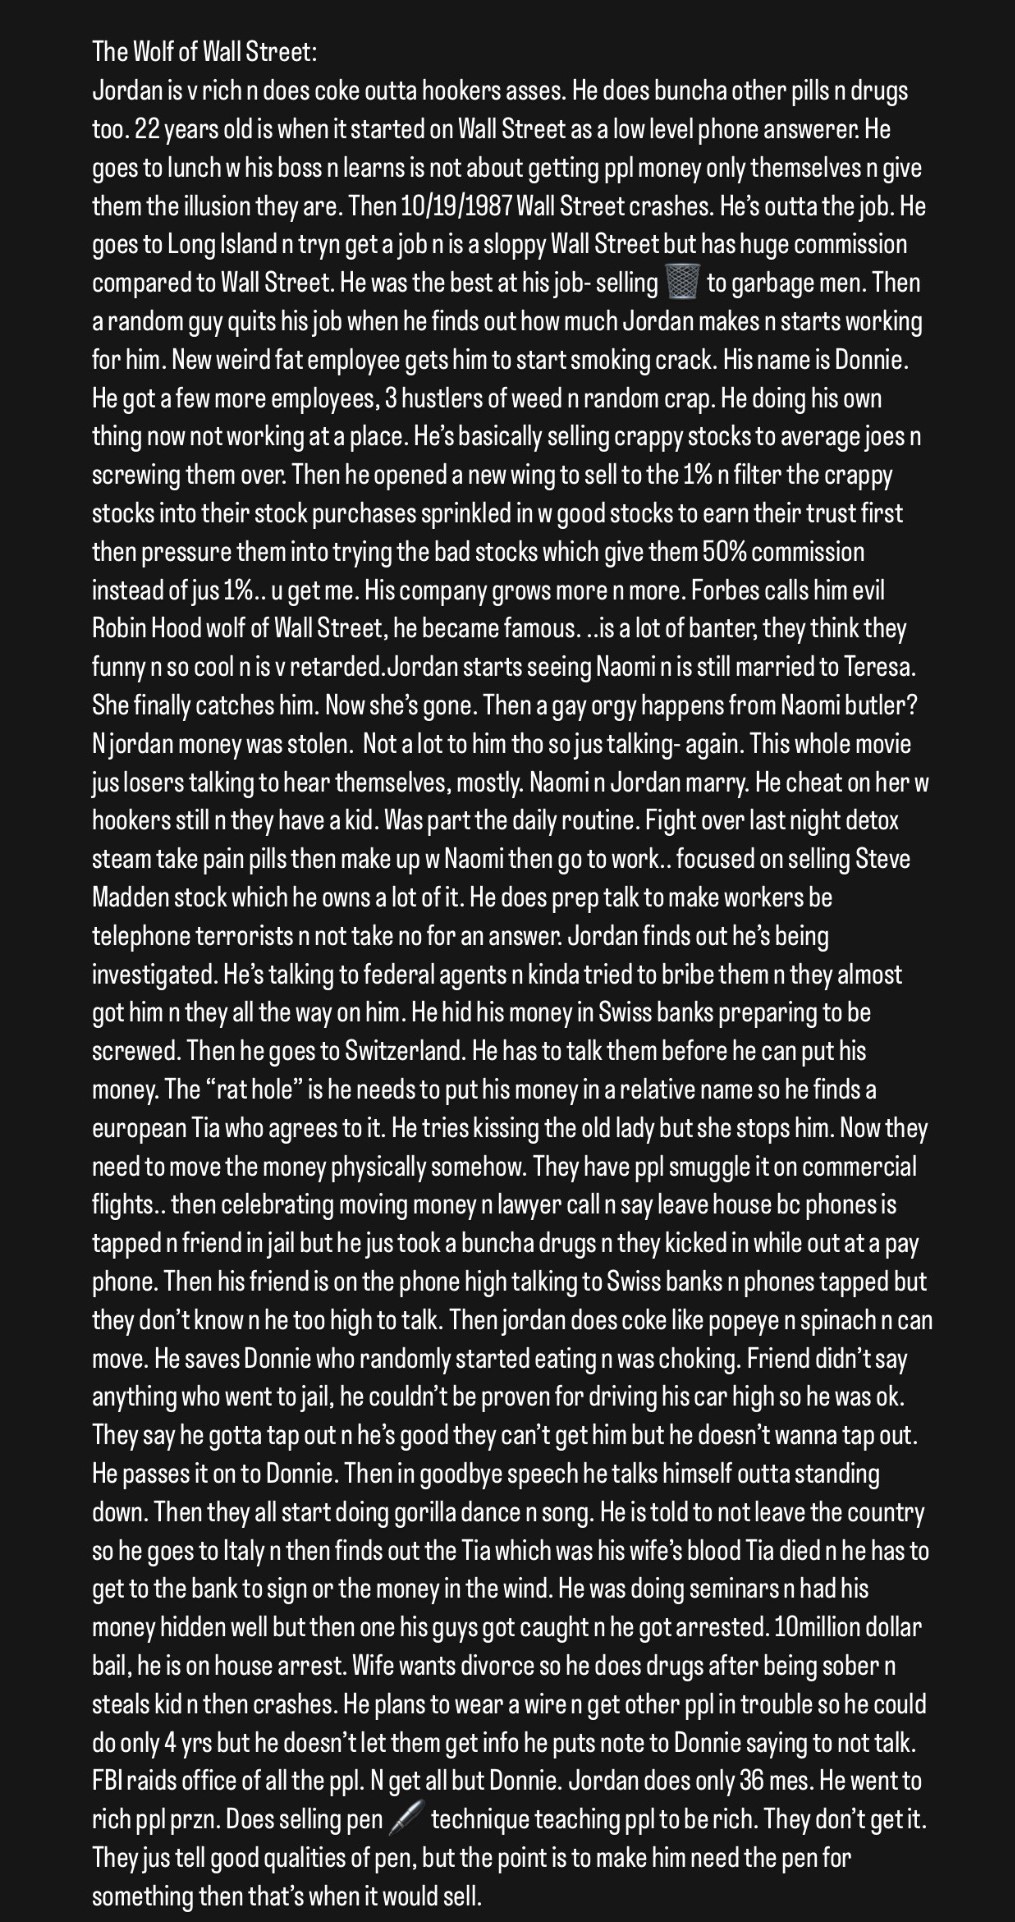 The Wolf of Wall Street:
Jordan is v rich n does coke outta hookers asses. He does buncha other pills n drugs
too. 22 years old is when it started on Wall Street as a low level phone answerer. He
goes to lunch w his boss n learns is not about getting ppl money only themselves n give
them the illusion they are. Then 10/19/1987 Wall Street crashes. He’s outta the job. He
goes to Long Island n tryn get a job n is a sloppy Wall Street but has huge commission
compared to Wall Street. He was the best at his job- selling 🗑️ to garbage men. Then
a random guy quits his job when he finds out how much Jordan makes n starts working
for him. New weird fat employee gets him to start smoking crack. His name is Donnie.
He got a few more employees, 3 hustlers of weed n random crap. He doing his own
thing now not working at a place. He’s basically selling crappy stocks to average joes n
screwing them over. Then he opened a new wing to sell to the 1% n filter the crappy
stocks into their stock purchases sprinkled in w good stocks to earn their trust first
then pressure them into trying the bad stocks which give them 50% commission
instead of jus 1%.. u get me. His company grows more n more. Forbes calls him evil
Robin Hood wolf of Wall Street, he became famous. ..is a lot of banter, they think they
funny n so cool n is v retarded.Jordan starts seeing Naomi n is still married to Teresa.
She finally catches him. Now she’s gone. Then a gay orgy happens from Naomi butler?
N jordan money was stolen.  Not a lot to him tho so jus talking- again. This whole movie
jus losers talking to hear themselves, mostly. Naomi n Jordan marry. He cheat on her w
hookers still n they have a kid. Was part the daily routine. Fight over last night detox
steam take pain pills then make up w Naomi then go to work.. focused on selling Steve
Madden stock which he owns a lot of it. He does prep talk to make workers be
telephone terrorists n not take no for an answer. Jordan finds out he’s being
investigated. He’s talking to federal agents n kinda tried to bribe them n they almost
got him n they all the way on him. He hid his money in Swiss banks preparing to be
screwed. Then he goes to Switzerland. He has to talk them before he can put his
money. The “rat hole” is he needs to put his money in a relative name so he finds a
european Tia who agrees to it. He tries kissing the old lady but she stops him. Now they
need to move the money physically somehow. They have ppl smuggle it on commercial
flights.. then celebrating moving money n lawyer call n say leave house bc phones is
tapped n friend in jail but he jus took a buncha drugs n they kicked in while out at a pay
phone. Then his friend is on the phone high talking to Swiss banks n phones tapped but
they don’t know n he too high to talk. Then jordan does coke like popeye n spinach n can
move. He saves Donnie who randomly started eating n was choking. Friend didn’t say
anything who went to jail, he couldn’t be proven for driving his car high so he was ok.
They say he gotta tap out n he’s good they can’t get him but he doesn’t wanna tap out.
He passes it on to Donnie. Then in goodbye speech he talks himself outta standing
down. Then they all start doing gorilla dance n song. He is told to not leave the country
so he goes to Italy n then finds out the Tia which was his wife’s blood Tia died n he has to
get to the bank to sign or the money in the wind. He was doing seminars n had his
money hidden well but then one his guys got caught n he got arrested. 10million dollar
bail, he is on house arrest. Wife wants divorce so he does drugs after being sober n
steals kid n then crashes. He plans to wear a wire n get other ppl in trouble so he could
do only 4 yrs but he doesn’t let them get info he puts note to Donnie saying to not talk.
FBI raids office of all the ppl. N get all but Donnie. Jordan does only 36 mes. He went to
rich ppl przn. Does selling pen 🖋️ technique teaching ppl to be rich. They don’t get it.
They jus tell good qualities of pen, but the point is to make him need the pen for
something then that’s when it would sell.